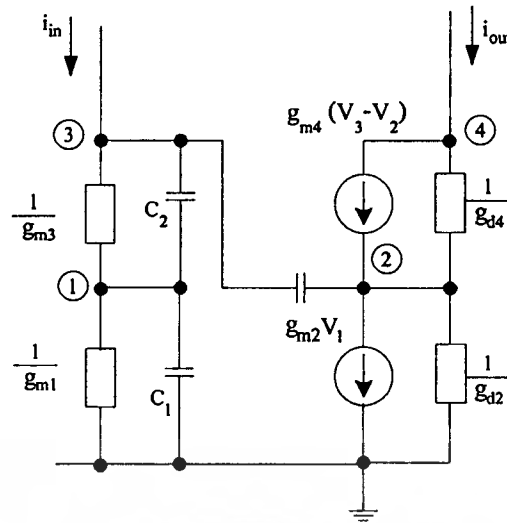 i_in
i_out
g_m4 (V_3-V_2)
3
4
1/g_m3
C_2
1/g_d4
1
2
g_m2 V_1
1/g_m1
C_1
1/g_d2